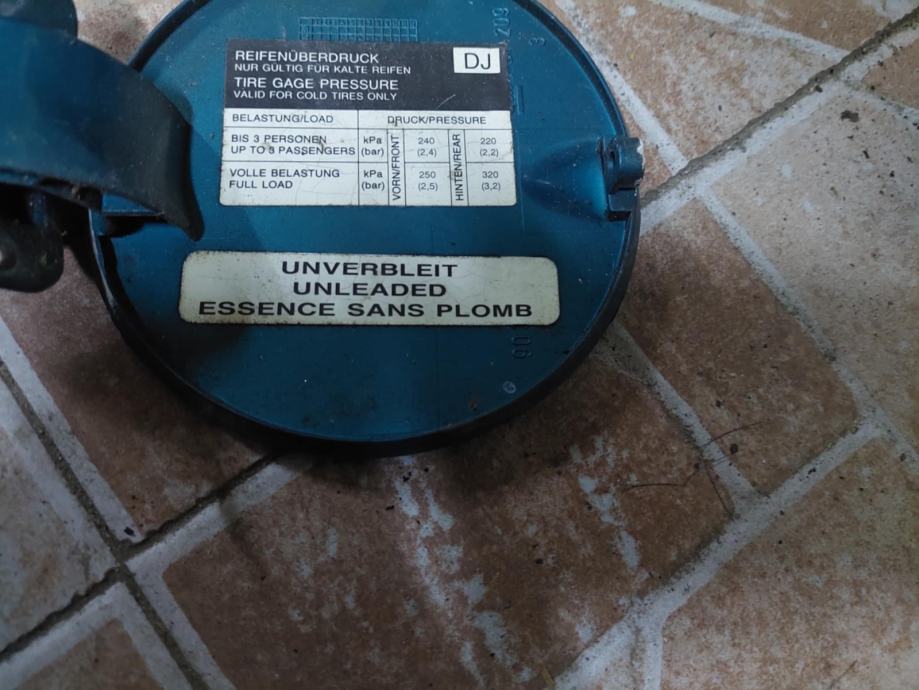 REIFENÜBERDRUCK
NUR GÜLTIG FÜR KALTE REIFEN
TIRE GAGE PRESSURE
VALID FOR COLD TIRES ONLY
DJ
BELASTUNG/LOAD DRUCK/PRESSURE
BIS 3 PERSONEN kPa 240 220
UP TO 3 PASSENGERS (bar) (2,4) (2,2)
VORN/FRONT
HINTEN/REAR
VOLLE BELASTUNG kPa 250 320
FULL LOAD (bar) (2,5) (3,2)
UNVERBLEIT
UNLEADED
ESSENCE SANS PLOMB